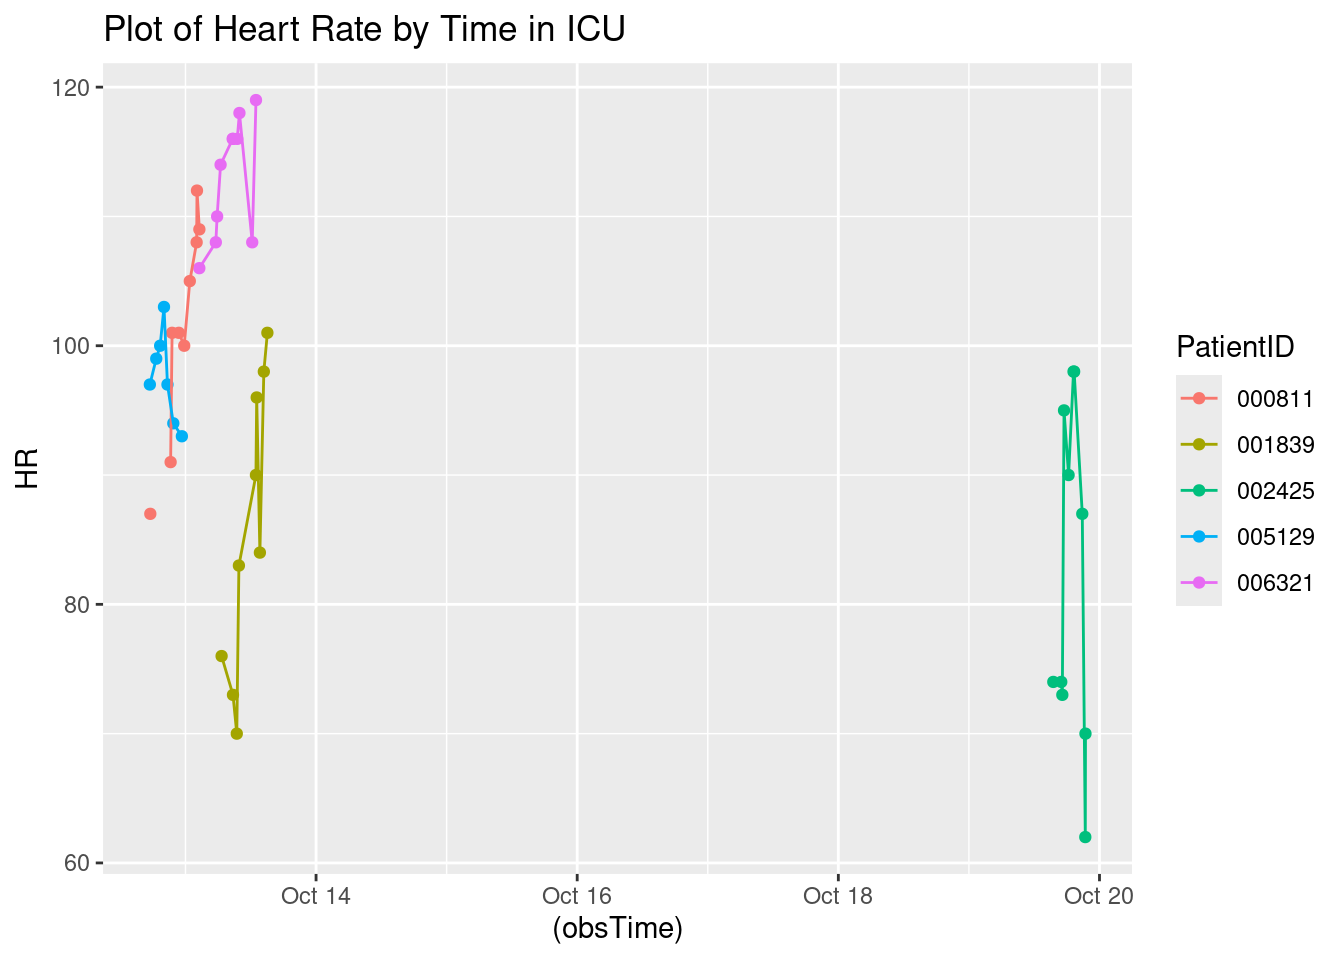 Plot of Heart Rate by Time in ICU
120
100
80
60
HR
Oct 14
Oct 16
Oct 18
Oct 20
(obsTime)
PatientID
000811
001839
002425
005129
006321